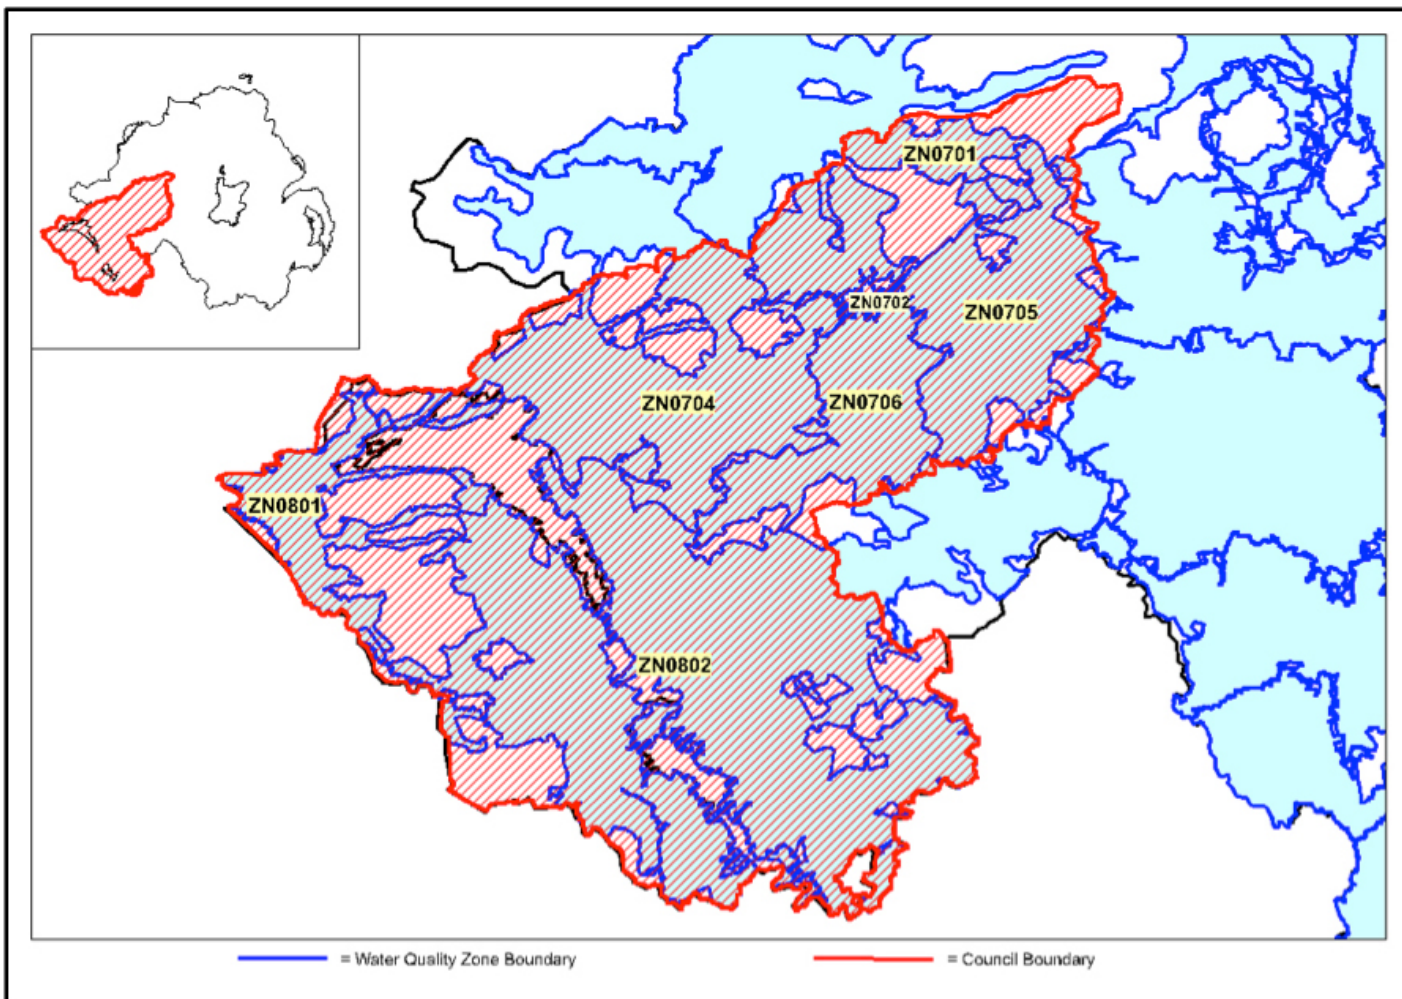 ZN0701
ZN0702
ZN0705
ZN0704
ZN0706
ZN0801
ZN0802
= Water Quality Zone Boundary
= Council Boundary